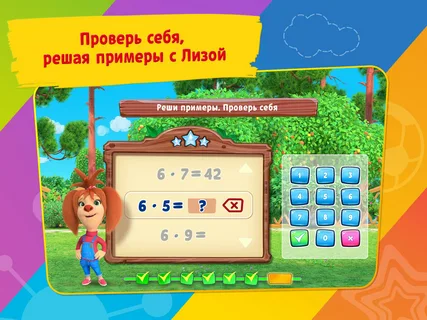 Проверь себя,
решая примеры с Лизой
Реши примеры. Проверь себя
6 · 7 = 42
6 · 5 = ?
6 · 9 =
1 2 3
4 5 6
7 8 9
0